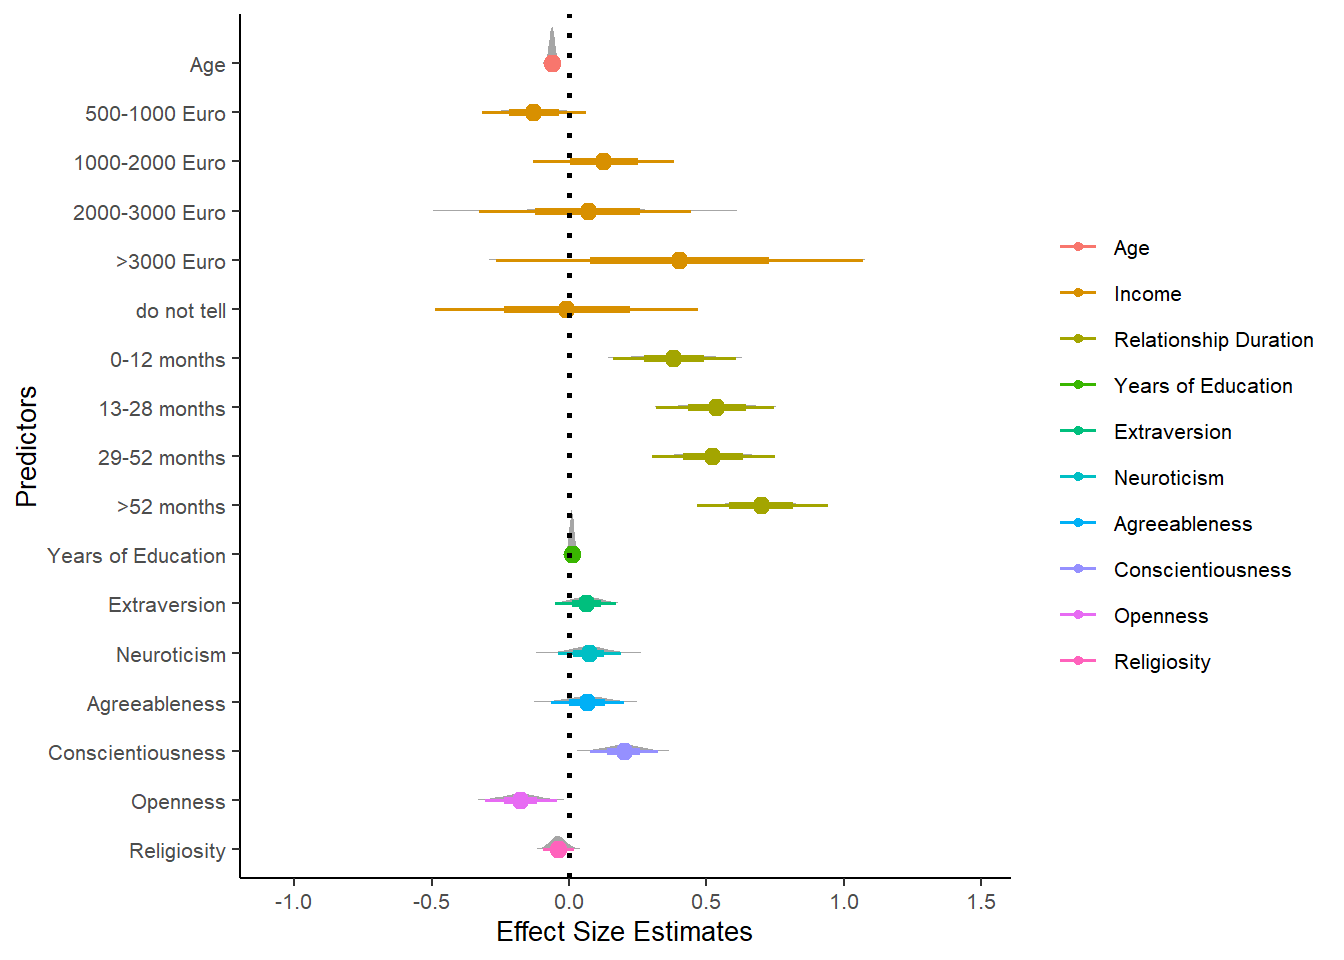 Predictors
Age
500-1000 Euro
1000-2000 Euro
2000-3000 Euro
>3000 Euro
do not tell
0-12 months
13-28 months
29-52 months
>52 months
Years of Education
Extraversion
Neuroticism
Agreeableness
Conscientiousness
Openness
Religiosity
-1.0 -0.5 0.0 0.5 1.0 1.5
Effect Size Estimates
Age
Income
Relationship Duration
Years of Education
Extraversion
Neuroticism
Agreeableness
Conscientiousness
Openness
Religiosity